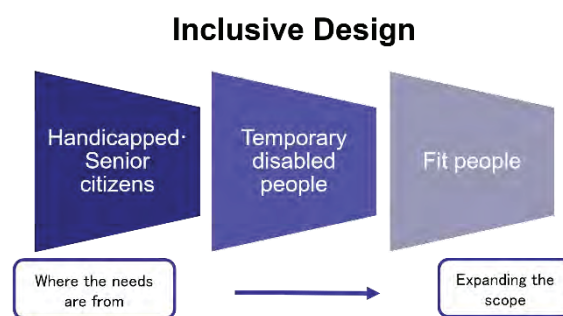 Inclusive Design
Handicapped·
Senior
citizens
Temporary
disabled
people
Fit people
Where the needs
are from
Expanding the
scope